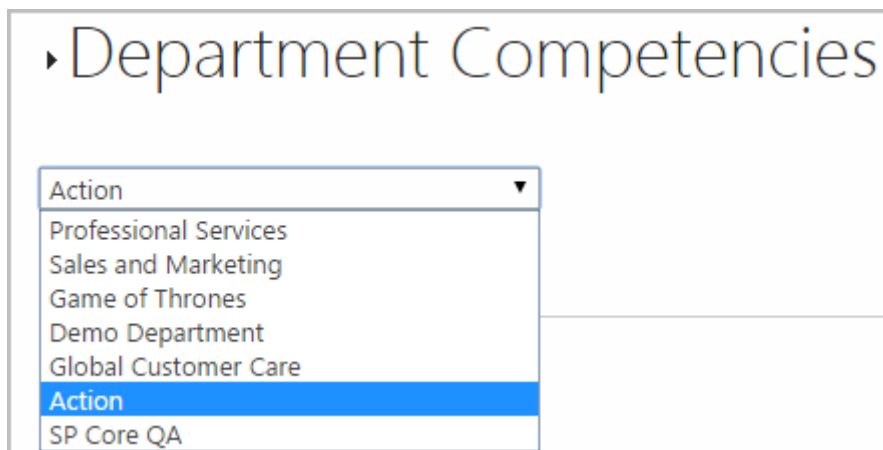 Department Competencies
Action
Professional Services
Sales and Marketing
Game of Thrones
Demo Department
Global Customer Care
Action
SP Core QA